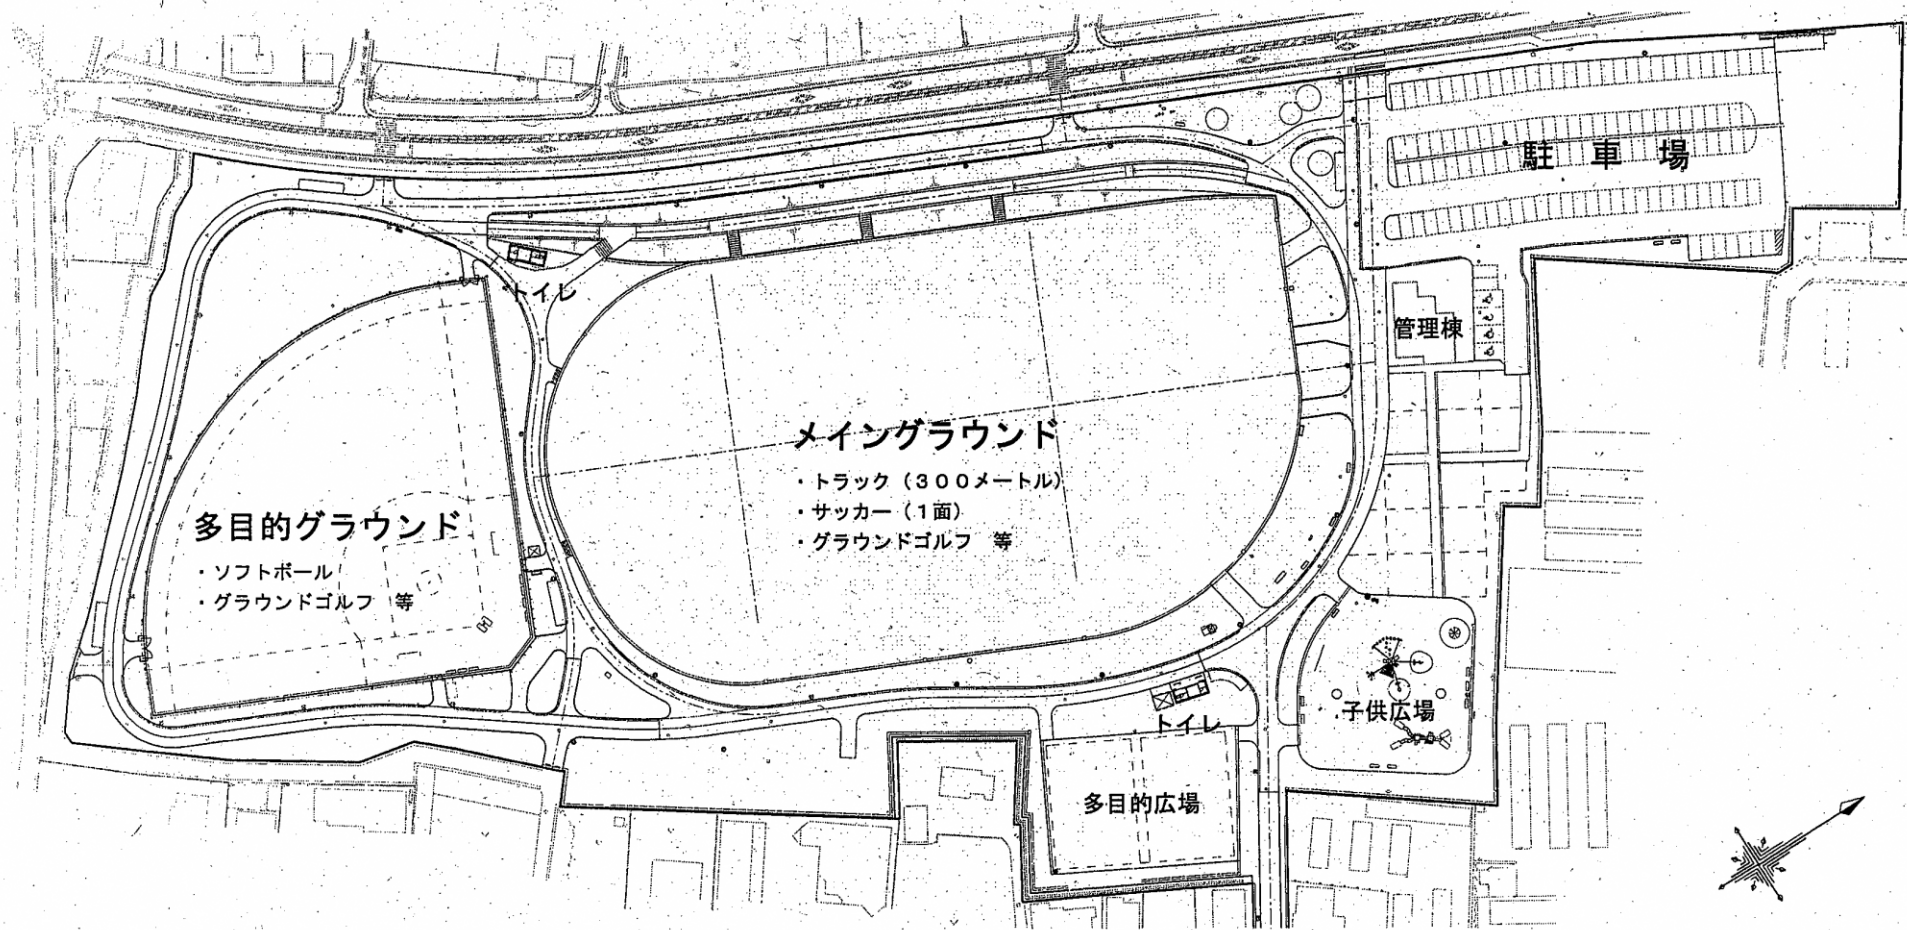 駐車場
トイレ
管理棟
メイングラウンド
・トラック（３００メートル）
・サッカー（１面）
・グラウンドゴルフ　等
多目的グラウンド
・ソフトボール
・グラウンドゴルフ　等
子供広場
トイレ
多目的広場